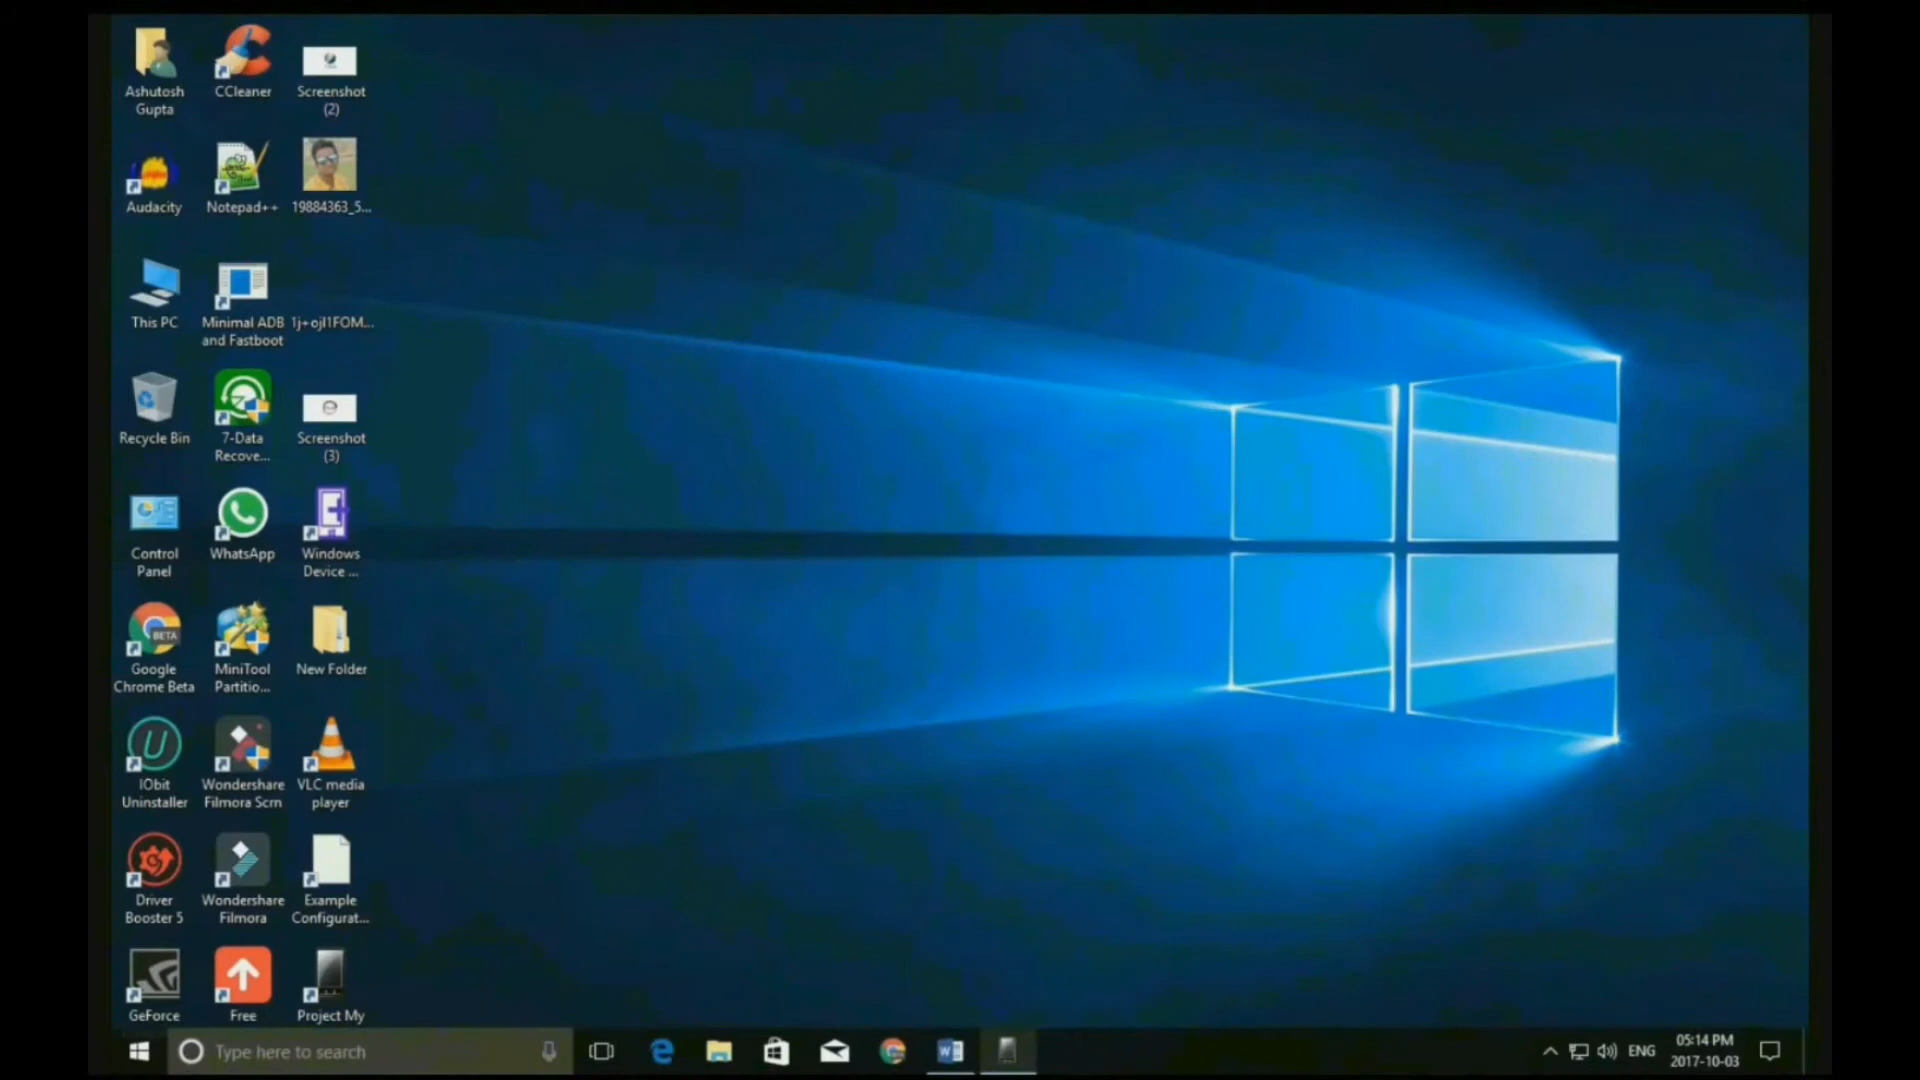 Ashutosh
Gupta
CCleaner
Screenshot
(2)
Audacity
Notepad++
19884363_5...
This PC
Minimal ADB
and Fastboot
1j+ojl1FOM...
Recycle Bin
7-Data
Recove...
Screenshot
(3)
Control
Panel
WhatsApp
Windows
Device ...
BETA
Google
Chrome Beta
MiniTool
Partitio...
New Folder
IObit
Uninstaller
Wondershare
Filmora Scrn
VLC media
player
Driver
Booster 5
Wondershare
Filmora
Example
Configurat...
GeForce
Free
Project My
Type here to search
ENG
05:14 PM
2017-10-03